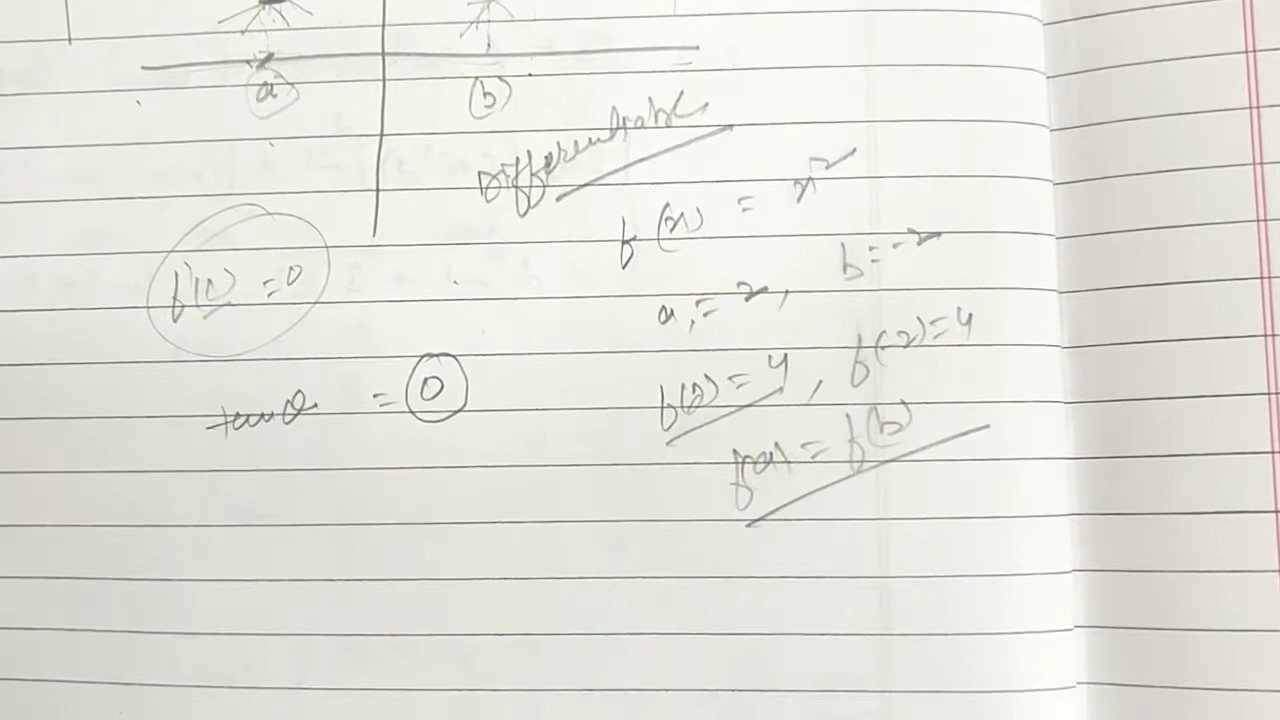 (a) (b)
Differentiable
f(x) = x²
f'(c) = 0
a = 2, b = -2
f(2) = 4, f(-2) = 4
tanθ = 0
f(a) = f(b)